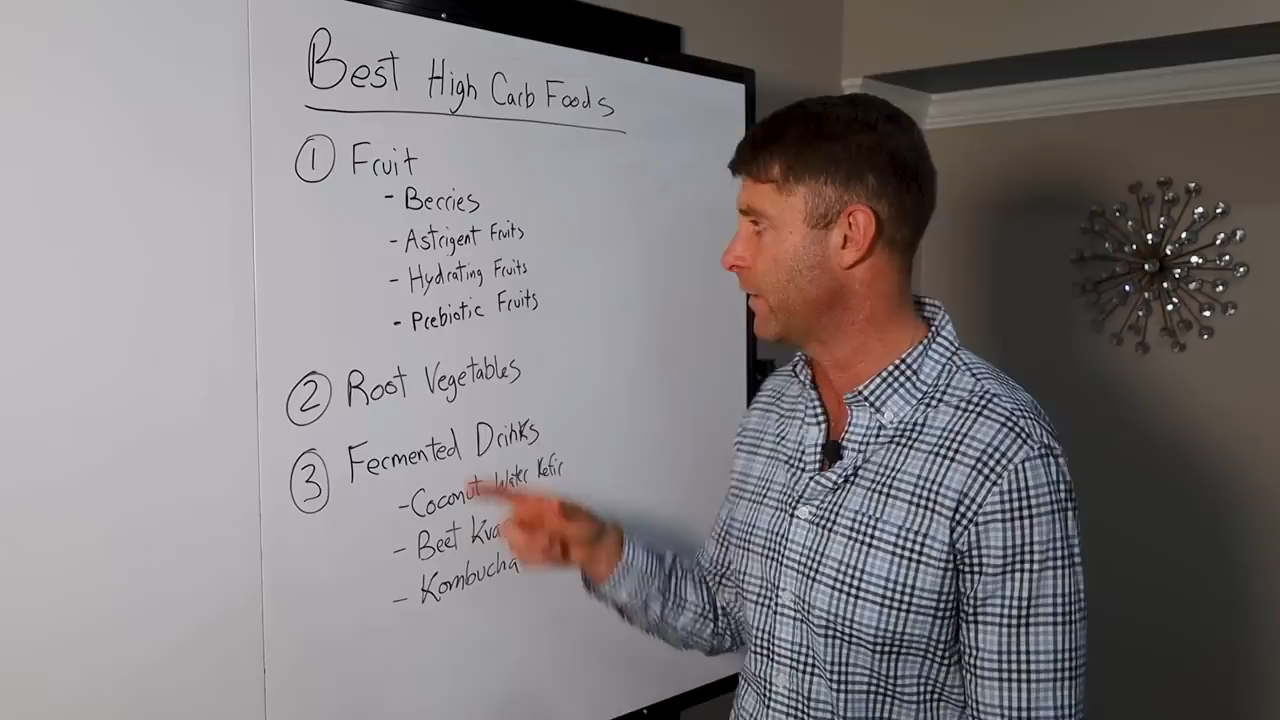 Best High Carb Foods
1 Fruit
- Berries
- Astrigent Fruits
- Hydrating Fruits
- Prebiotic Fruits
2 Root Vegetables
3 Fermented Drinks
- Coconut Water Kefir
- Beet
- Kombucha